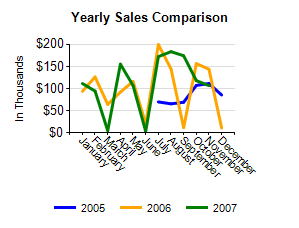 Yearly Sales Comparison
In Thousands
$200
$150
$100
$50
$0
January
February
March
April
May
June
July
August
September
October
November
December
2005 2006 2007